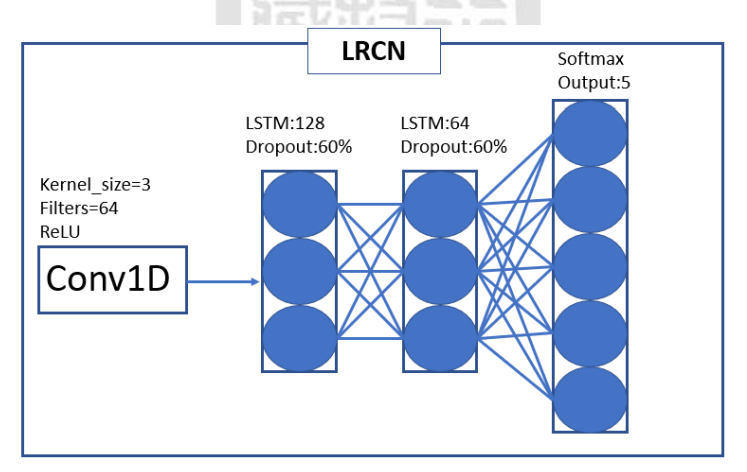 LRCN
Softmax
Output:5
LSTM:128
Dropout:60%
LSTM:64
Dropout:60%
Kernel_size=3
Filters=64
ReLU
Conv1D